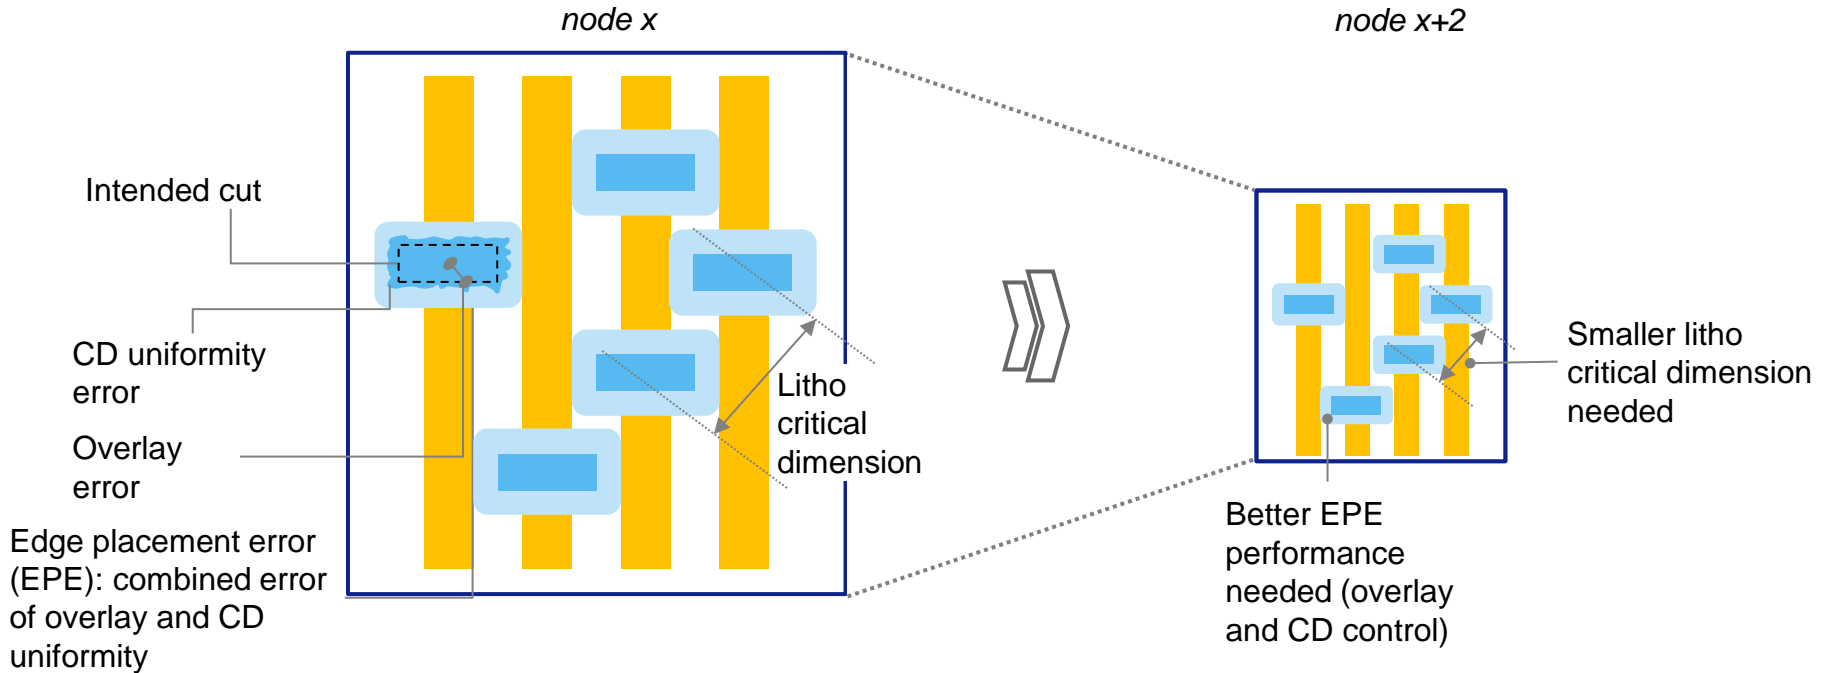 node x
node x+2
Intended cut
CD uniformity
error
Overlay
error
Edge placement error
(EPE): combined error
of overlay and CD
uniformity
Litho
critical
dimension
Smaller litho
critical dimension
needed
Better EPE
performance
needed (overlay
and CD control)